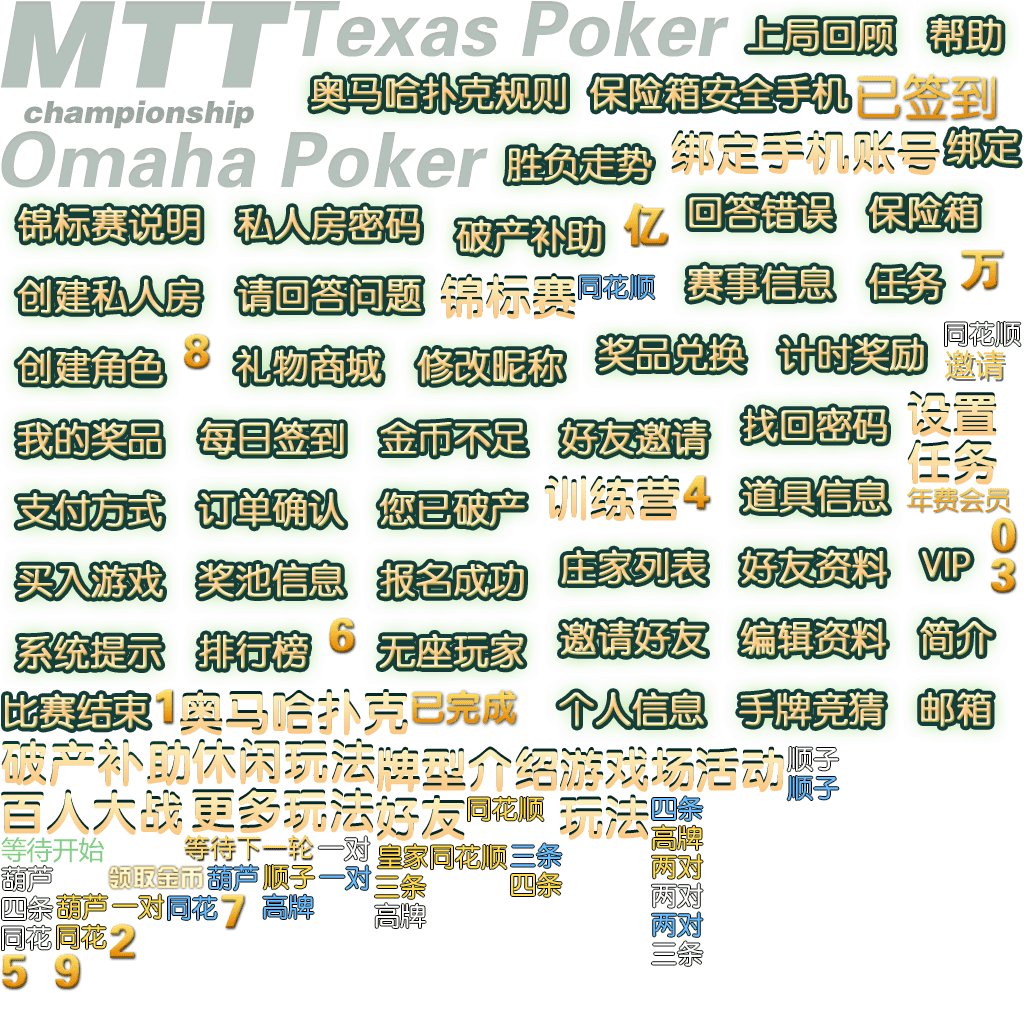 MTT Texas Poker 上局回顾 帮助
championship 奥马哈扑克规则 保险箱安全手机 已签到
Omaha Poker 胜负走势 绑定手机账号 绑定
锦标赛说明 私人房密码 破产补助 亿 回答错误 保险箱
创建私人房 请回答问题 锦标赛 同花顺 赛事信息 任务 万
创建角色 8 礼物商城 修改昵称 奖品兑换 计时奖励 同花顺
邀请
我的奖品 每日签到 金币不足 好友邀请 找回密码 设置
任务
支付方式 订单确认 您已破产 训练营 4 道具信息 年费会员
0
买入游戏 奖池信息 报名成功 庄家列表 好友资料 VIP 3
系统提示 排行榜 6 无座玩家 邀请好友 编辑资料 简介
比赛结束 1 奥马哈扑克 已完成 个人信息 手牌竞猜 邮箱
破产补助 休闲玩法 牌型介绍 游戏场 活动 顺子
顺子
百人大战 更多玩法 好友 同花顺 玩法 四条
高牌
等待开始 等待下一轮 一对 皇家同花顺 三条
两对
葫芦 领取金币 葫芦 顺子 一对 三条 四条
两对
四条 葫芦 一对 同花 7 高牌 高牌
两对
同花 同花 2
三条
5 9